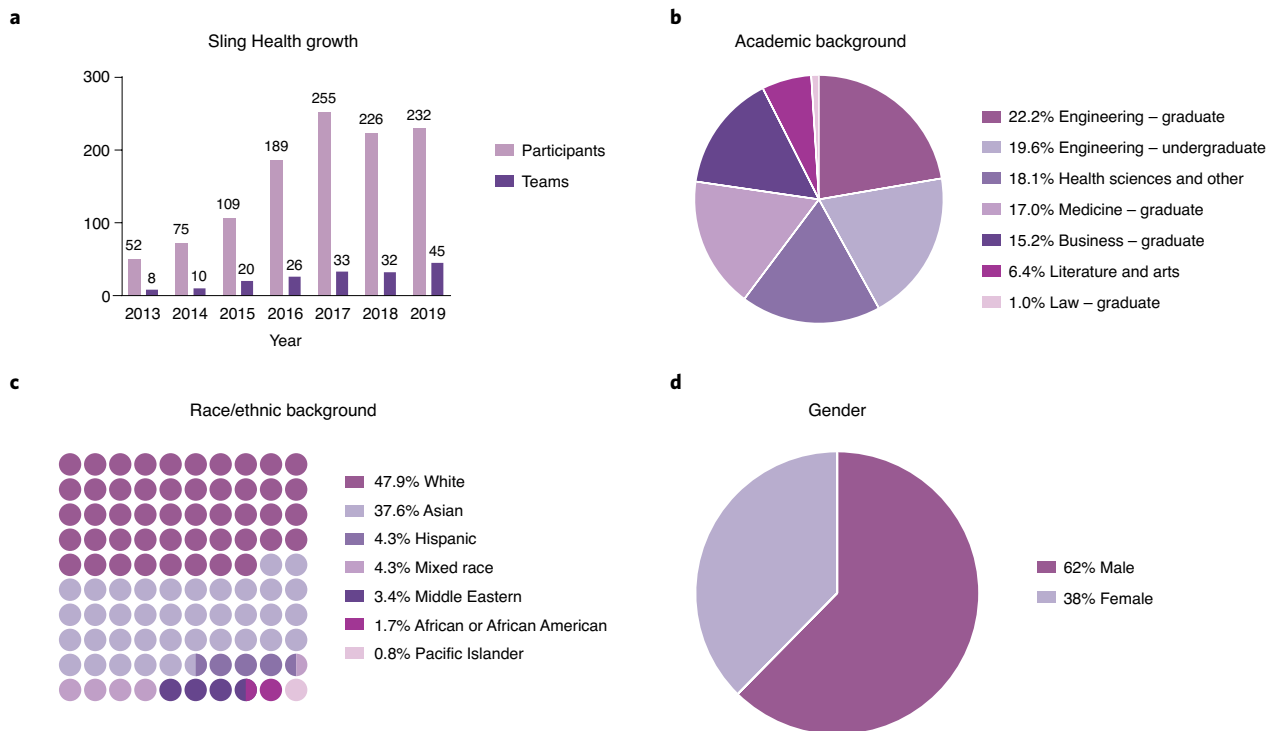 a
Sling Health growth
300
200
100
0
52
8
75
10
109
20
189
26
255
33
226
32
232
45
2013 2014 2015 2016 2017 2018 2019
Year
Participants
Teams
b
Academic background
22.2% Engineering – graduate
19.6% Engineering – undergraduate
18.1% Health sciences and other
17.0% Medicine – graduate
15.2% Business – graduate
6.4% Literature and arts
1.0% Law – graduate
c
Race/ethnic background
47.9% White
37.6% Asian
4.3% Hispanic
4.3% Mixed race
3.4% Middle Eastern
1.7% African or African American
0.8% Pacific Islander
d
Gender
62% Male
38% Female